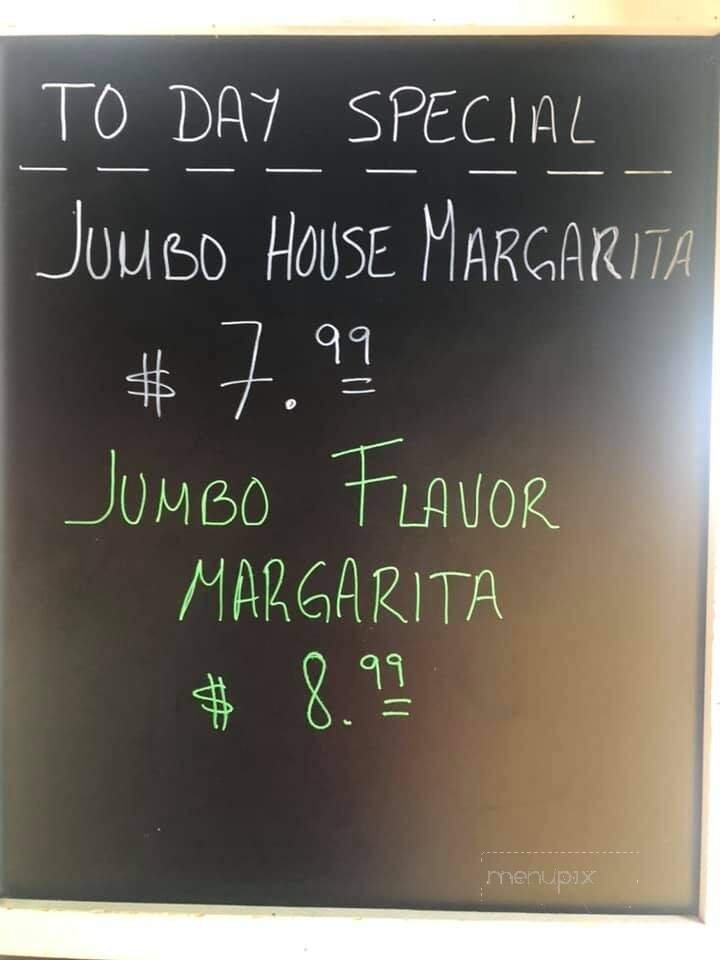 TO DAY SPECIAL
JUMBO HOUSE MARGARITA
$ 7.99
JUMBO FLAVOR
MARGARITA
$ 8.99
menupix